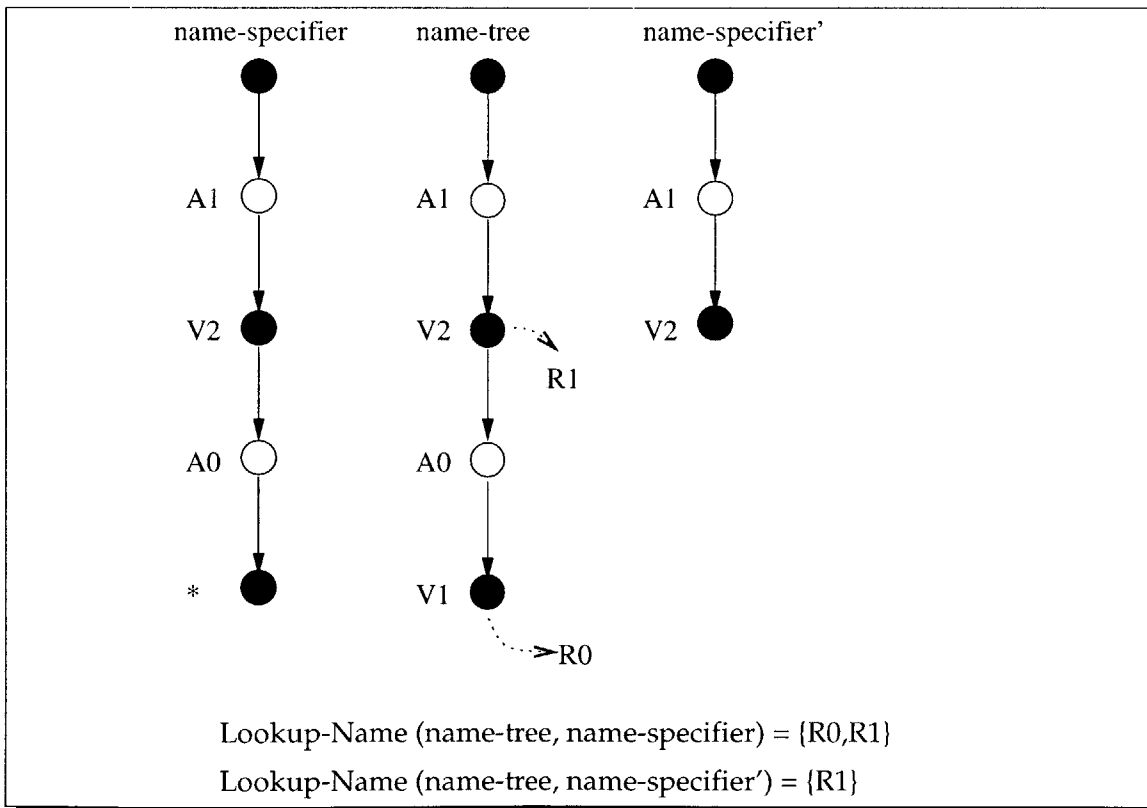 name-specifier name-tree name-specifier'
A1 A1 A1
V2 V2 V2
R1
A0 A0
* V1
R0
Lookup-Name (name-tree, name-specifier) = {R0,R1}
Lookup-Name (name-tree, name-specifier') = {R1}